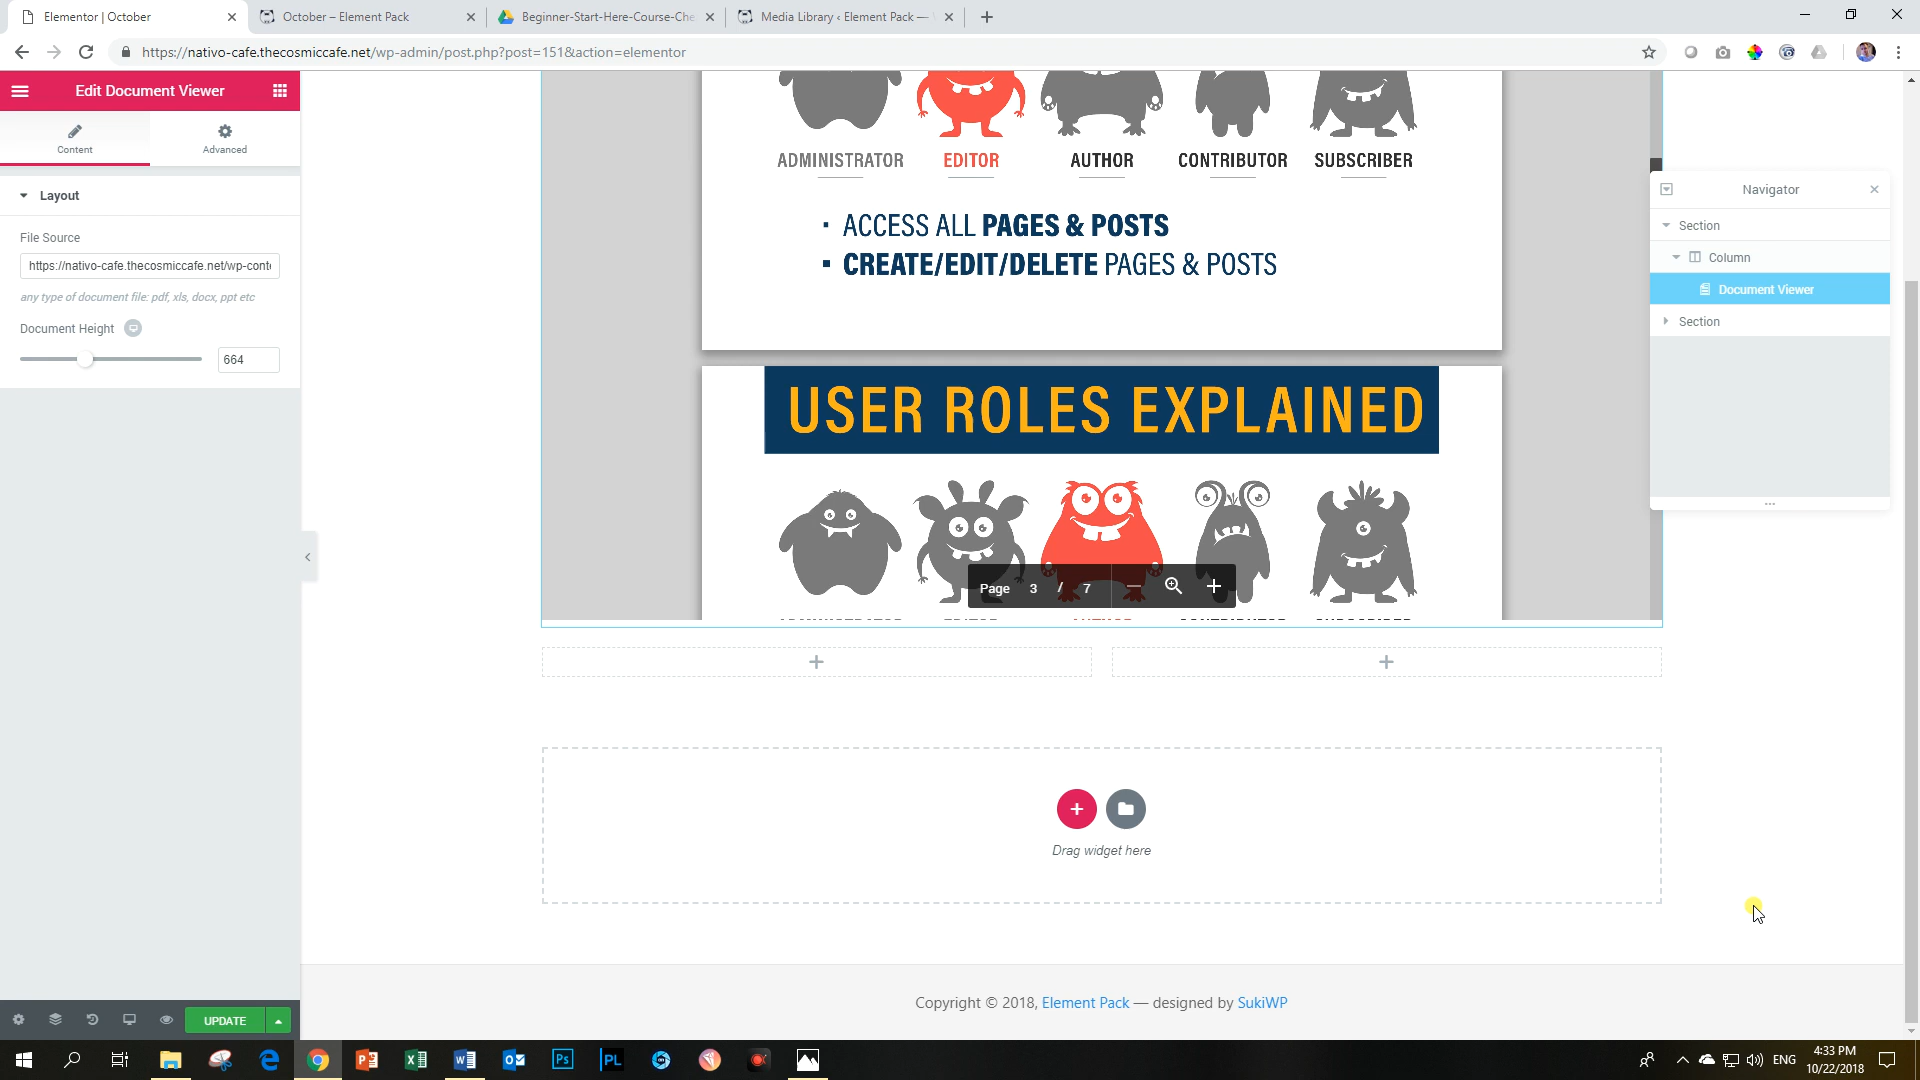 Elementor | October
October – Element Pack
Beginner-Start-Here-Course-Che
Media Library ‹ Element Pack —
https://nativo-cafe.thecosmiccafe.net/wp-admin/post.php?post=151&action=elementor
Edit Document Viewer
Content
Advanced
Layout
File Source
https://nativo-cafe.thecosmiccafe.net/wp-conte
any type of document file: pdf, xls, docx, ppt etc
Document Height
664
ADMINISTRATOR EDITOR AUTHOR CONTRIBUTOR SUBSCRIBER
▪ ACCESS ALL PAGES & POSTS
▪ CREATE/EDIT/DELETE PAGES & POSTS
USER ROLES EXPLAINED
Page 3 / 7
Navigator
Section
Column
Document Viewer
Section
Drag widget here
Copyright © 2018, Element Pack — designed by SukiWP
UPDATE
Ps
PL
ENG
4:33 PM
10/22/2018